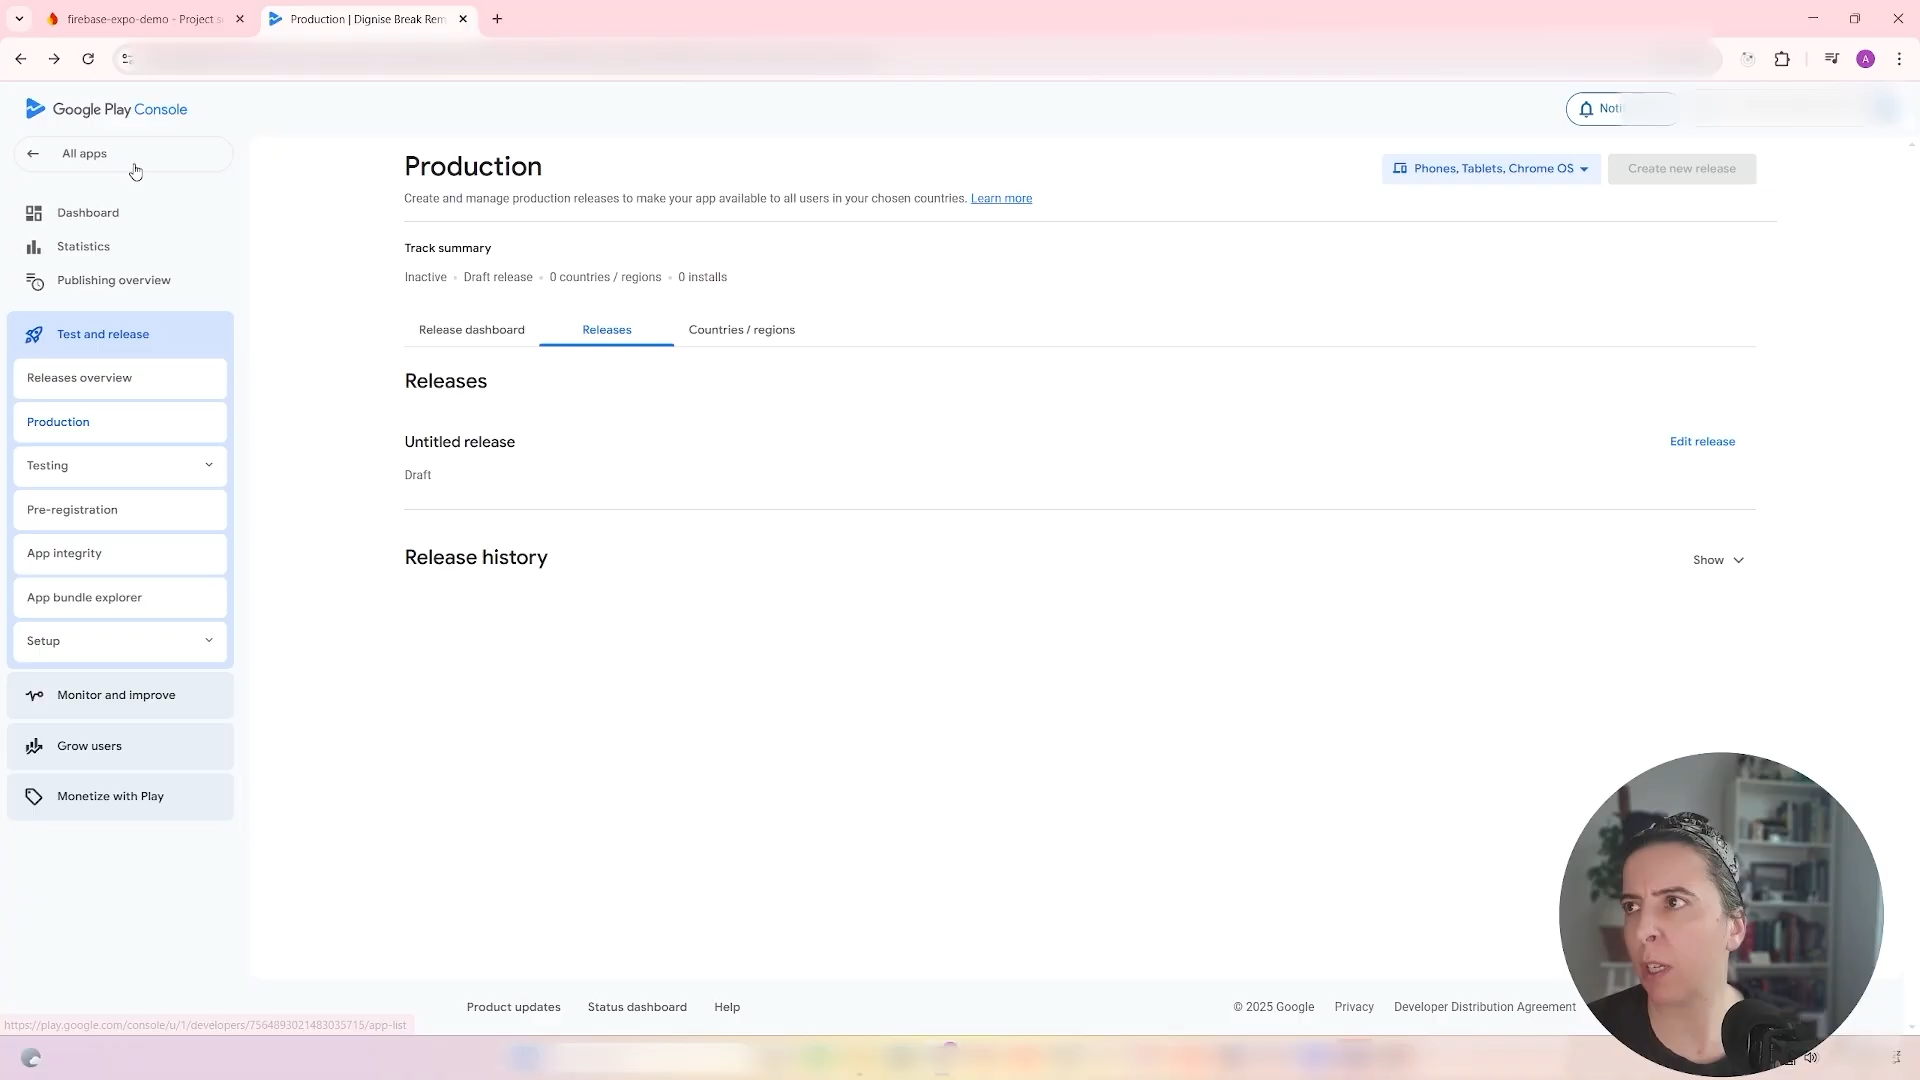 firebase-expo-demo - Project s
Production | Dignise Break Rem
A
Google Play Console
Noti
All apps
Dashboard
Statistics
Publishing overview
Test and release
Releases overview
Production
Testing
Pre-registration
App integrity
App bundle explorer
Setup
Monitor and improve
Grow users
Monetize with Play
Production
Phones, Tablets, Chrome OS
Create new release
Create and manage production releases to make your app available to all users in your chosen countries. Learn more
Track summary
Inactive • Draft release • 0 countries / regions • 0 installs
Release dashboard
Releases
Countries / regions
Releases
Untitled release
Edit release
Draft
Release history
Show
Product updates
Status dashboard
Help
© 2025 Google
Privacy
Developer Distribution Agreement
https://play.google.com/console/u/1/developers/7564893021483035715/app-list